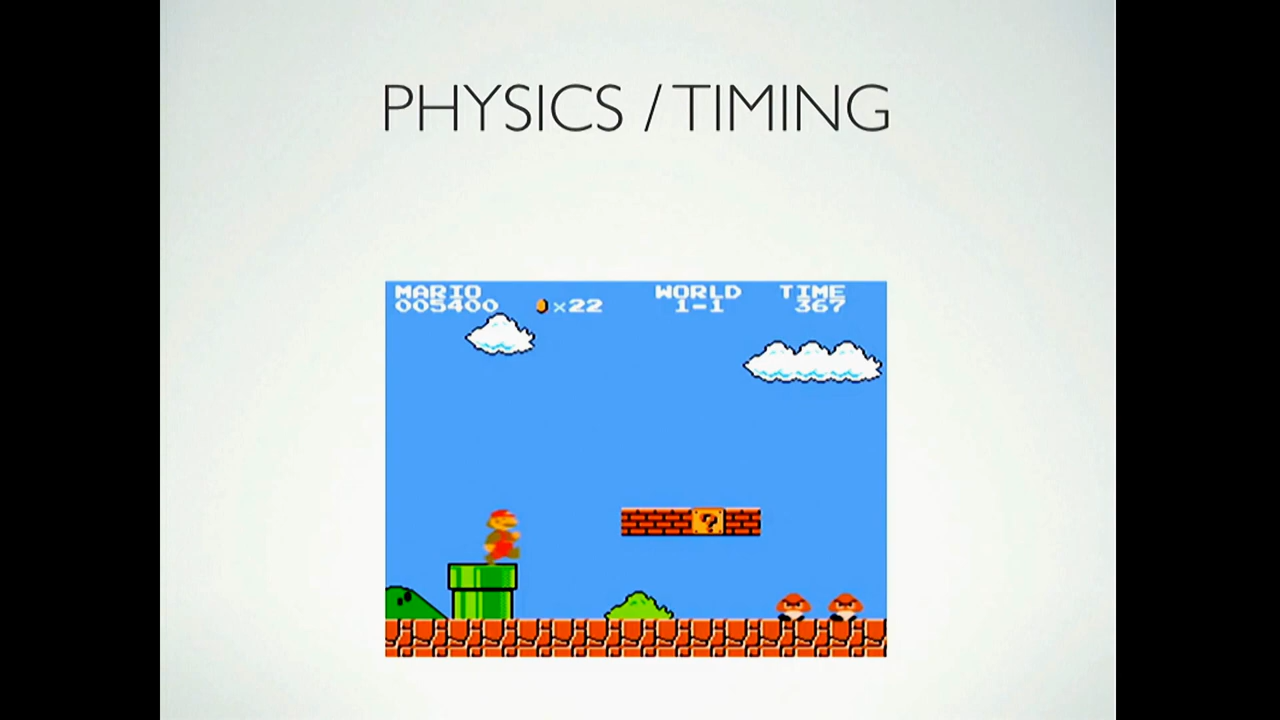 PHYSICS / TIMING
MARIO WORLD TIME
005400 ×22 1-1 367
?